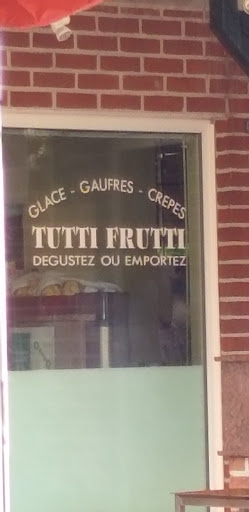 GLACE - GAUFRES - CREPES
TUTTI FRUTTI
DEGUSTEZ OU EMPORTEZ